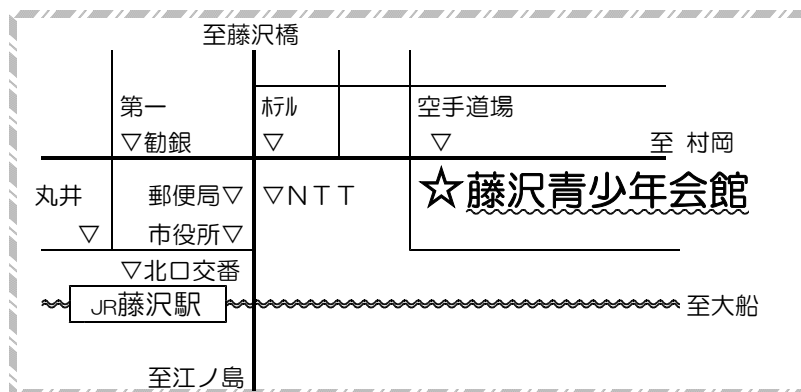 至藤沢橋
第一 ﾎﾃﾙ 空手道場
▽勧銀 ▽ ▽ 至 村岡
丸井 郵便局▽ ▽ＮＴＴ ☆藤沢青少年会館
▽ 市役所▽
▽北口交番
JR藤沢駅 至大船
至江ノ島